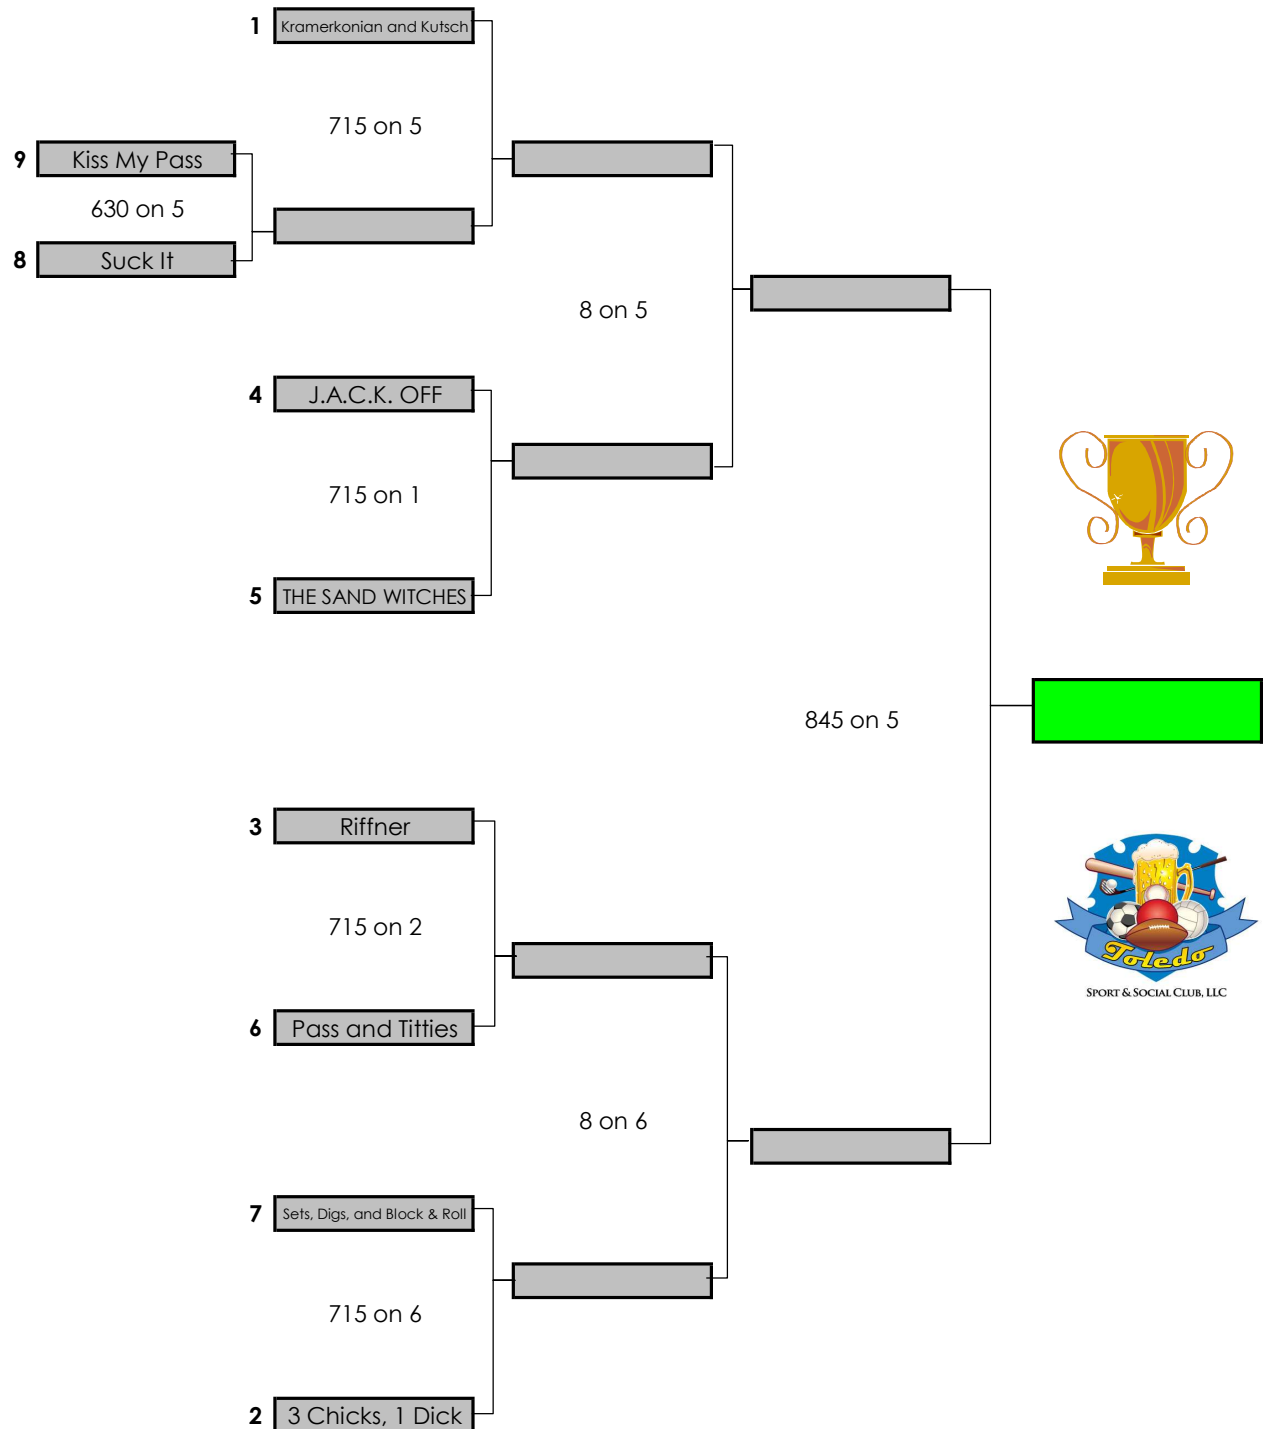 1 Kramerkonian and Kutsch
715 on 5
9 Kiss My Pass
630 on 5
8 Suck It
8 on 5
4 J.A.C.K. OFF
715 on 1
5 THE SAND WITCHES
845 on 5
3 Riffner
715 on 2
6 Pass and Titties
8 on 6
7 Sets, Digs, and Block & Roll
715 on 6
2 3 Chicks, 1 Dick
Toledo
SPORT & SOCIAL CLUB, LLC